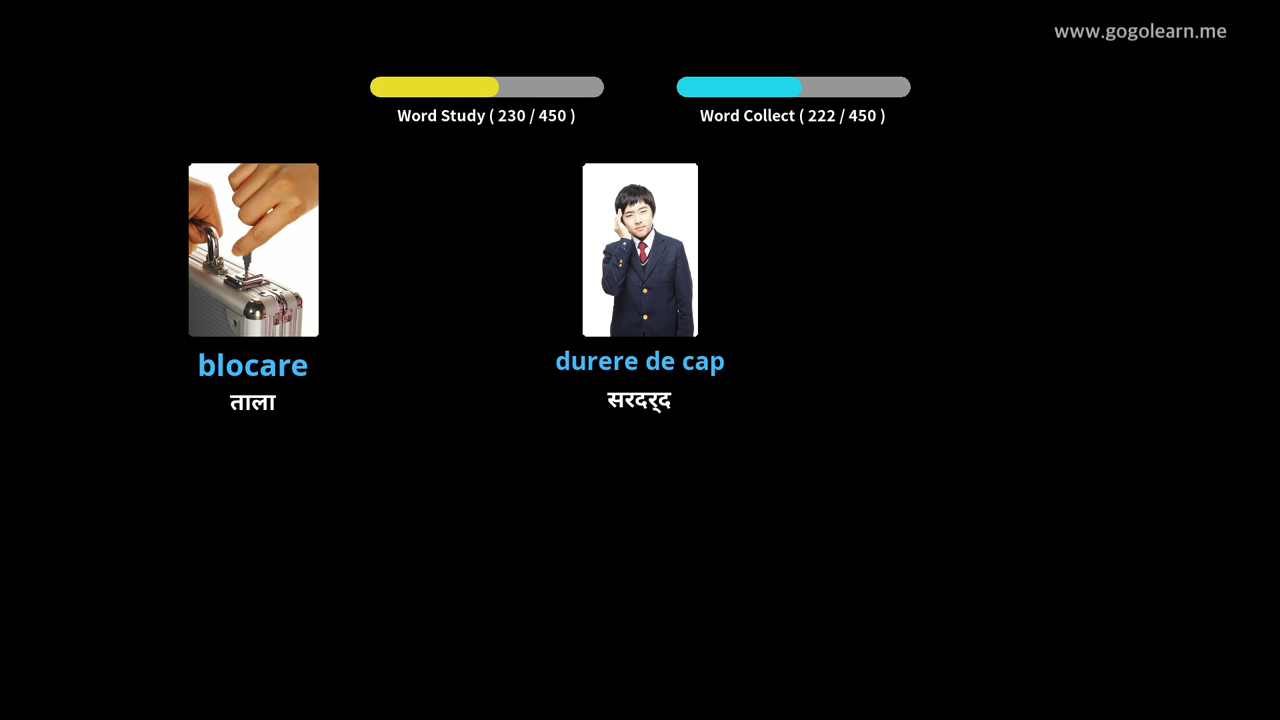 www.gogolearn.me
Word Study ( 230 / 450 )
Word Collect ( 222 / 450 )
blocare
ताला
durere de cap
सरदर्द